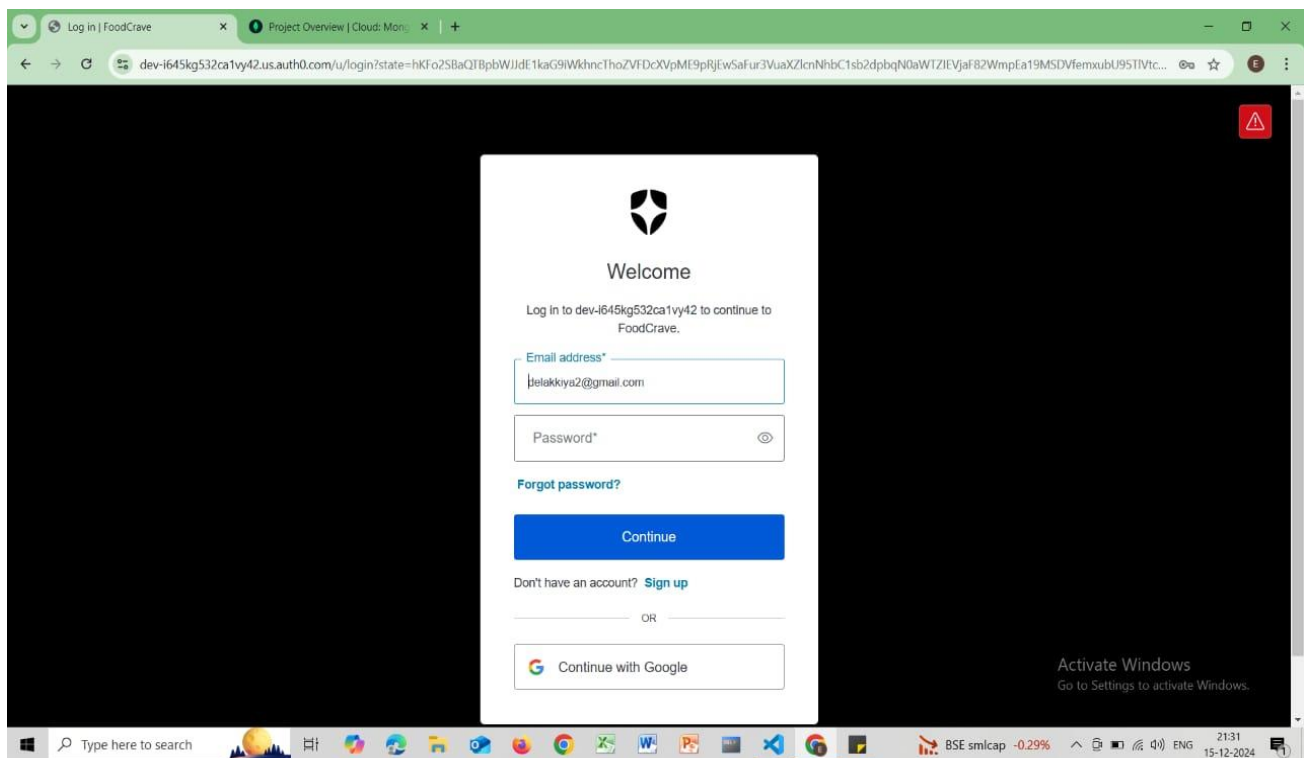 Log in | FoodCrave
Project Overview | Cloud: Mong
dev-i645kg532ca1vy42.us.auth0.com/u/login?state=
E
Welcome
Log in to dev-i645kg532ca1vy42 to continue to
FoodCrave.
Email address*
delakkiya2@gmail.com
Password*
Forgot password?
Continue
Don't have an account? Sign up
OR
Continue with Google
Activate Windows
Go to Settings to activate Windows.
Type here to search
BSE smlcap -0.29%
ENG
21:31
15-12-2024